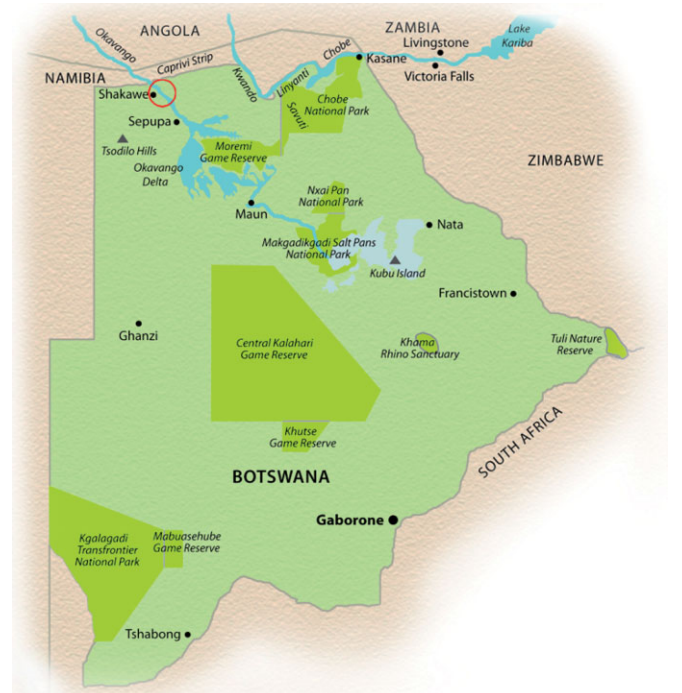 ANGOLA
ZAMBIA
Lake
Kariba
Okavango
Caprivi Strip
Kwando
Linyanti
Chobe
Livingstone
Kasane
Victoria Falls
NAMIBIA
Shakawe
Savuti
Chobe
National Park
Sepupa
Tsodilo Hills
Okavango
Delta
Moremi
Game Reserve
ZIMBABWE
Nxai Pan
National Park
Maun
Nata
Makgadikgadi Salt Pans
National Park
Kubu Island
Francistown
Ghanzi
Central Kalahari
Game Reserve
Khama
Rhino Sanctuary
Tuli Nature
Reserve
Khutse
Game Reserve
SOUTH AFRICA
BOTSWANA
Gaborone
Kgalagadi
Transfrontier
National Park
Mabuasehube
Game Reserve
Tshabong